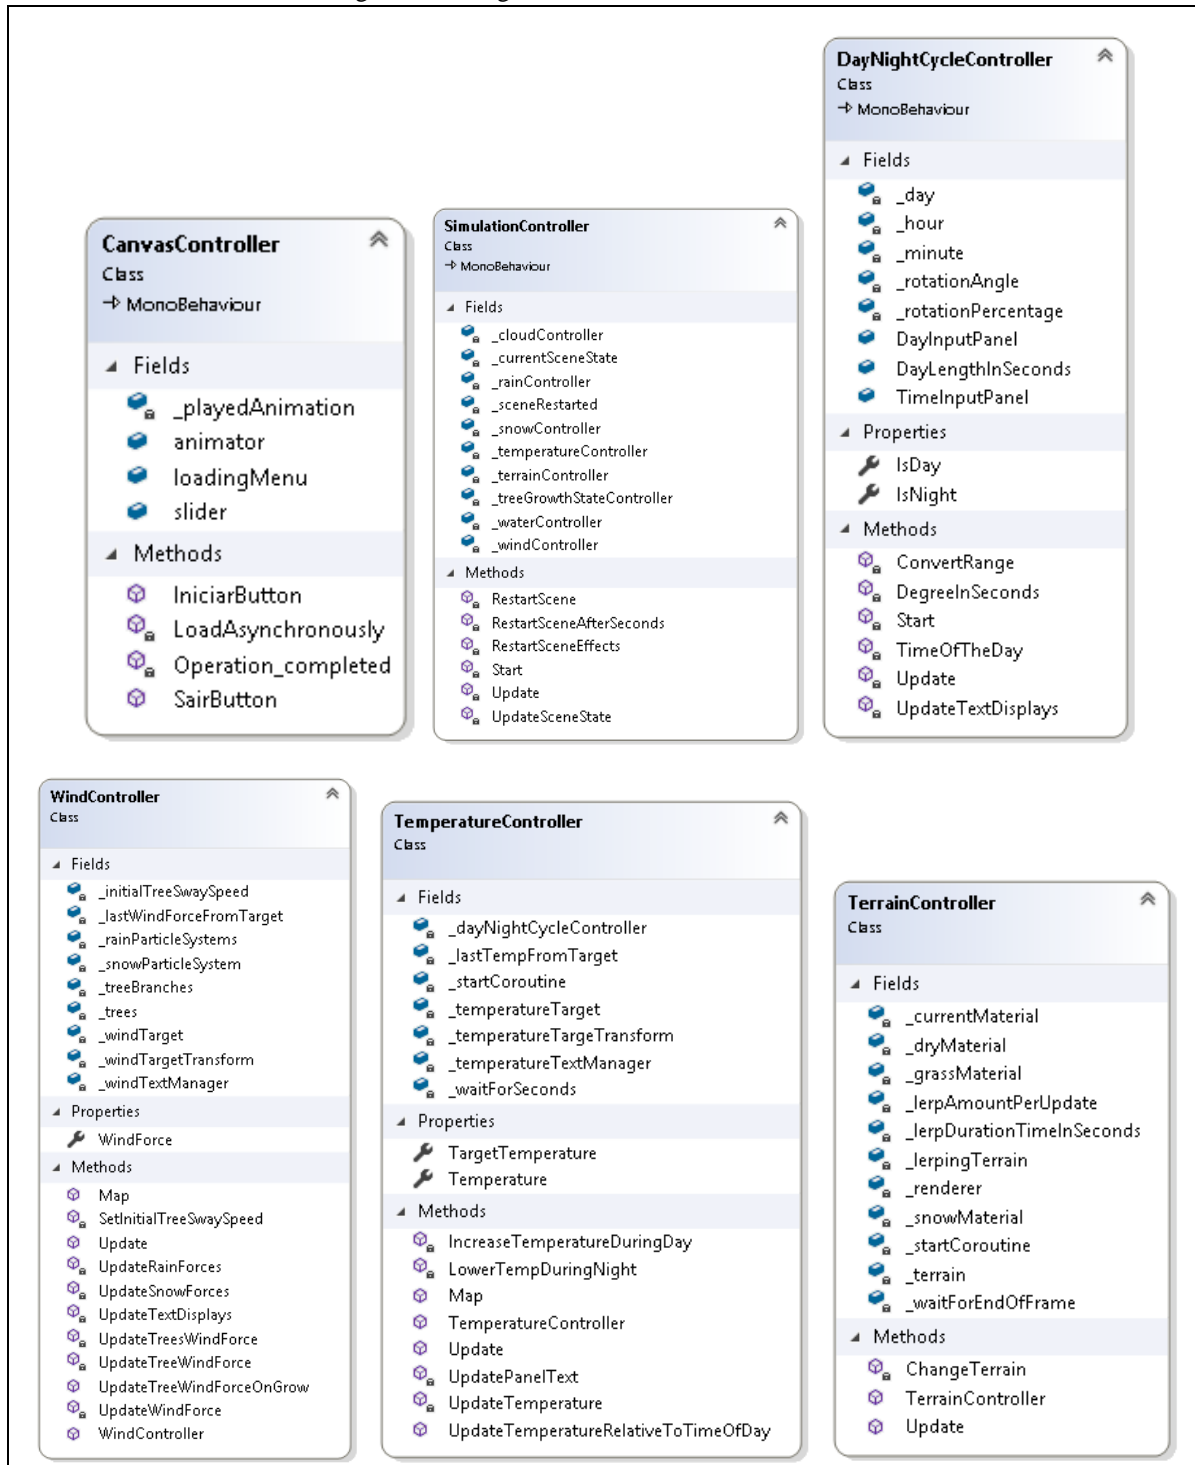 CanvasController
Class
MonoBehaviour
Fields
_playedAnimation
animator
loadingMenu
slider
Methods
IniciarButton
LoadAsynchronously
Operation_completed
SairButton
SimulationController
Class
MonoBehaviour
Fields
_cloudController
_currentSceneState
_rainController
_sceneRestarted
_snowController
_temperatureController
_terrainController
_treeGrowthStateController
_waterController
_windController
Methods
RestartScene
RestartSceneAfterSeconds
RestartSceneEffects
Start
Update
UpdateSceneState
DayNightCycleController
Class
MonoBehaviour
Fields
_day
_hour
_minute
_rotationAngle
_rotationPercentage
DayInputPanel
DayLengthInSeconds
TimeInputPanel
Properties
IsDay
IsNight
Methods
ConvertRange
DegreeInSeconds
Start
TimeOfTheDay
Update
UpdateTextDisplays
WindController
Class
Fields
_initialTreeSwaySpeed
_lastWindForceFromTarget
_rainParticleSystems
_snowParticleSystem
_treeBranches
_trees
_windTarget
_windTargetTransform
_windTextManager
Properties
WindForce
Methods
Map
SetInitialTreeSwaySpeed
Update
UpdateRainForces
UpdateSnowForces
UpdateTextDisplays
UpdateTreesWindForce
UpdateTreeWindForce
UpdateTreeWindForceOnGrow
UpdateWindForce
WindController
TemperatureController
Class
Fields
_dayNightCycleController
_lastTempFromTarget
_startCoroutine
_temperatureTarget
_temperatureTargeTransform
_temperatureTextManager
_waitForSeconds
Properties
TargetTemperature
Temperature
Methods
IncreaseTemperatureDuringDay
LowerTempDuringNight
Map
TemperatureController
Update
UpdatePanelText
UpdateTemperature
UpdateTemperatureRelativeToTimeOfDay
TerrainController
Class
Fields
_currentMaterial
_dryMaterial
_grassMaterial
_lerpAmountPerUpdate
_lerpDurationTimeInSeconds
_lerpingTerrain
_renderer
_snowMaterial
_startCoroutine
_terrain
_waitForEndOfFrame
Methods
ChangeTerrain
TerrainController
Update